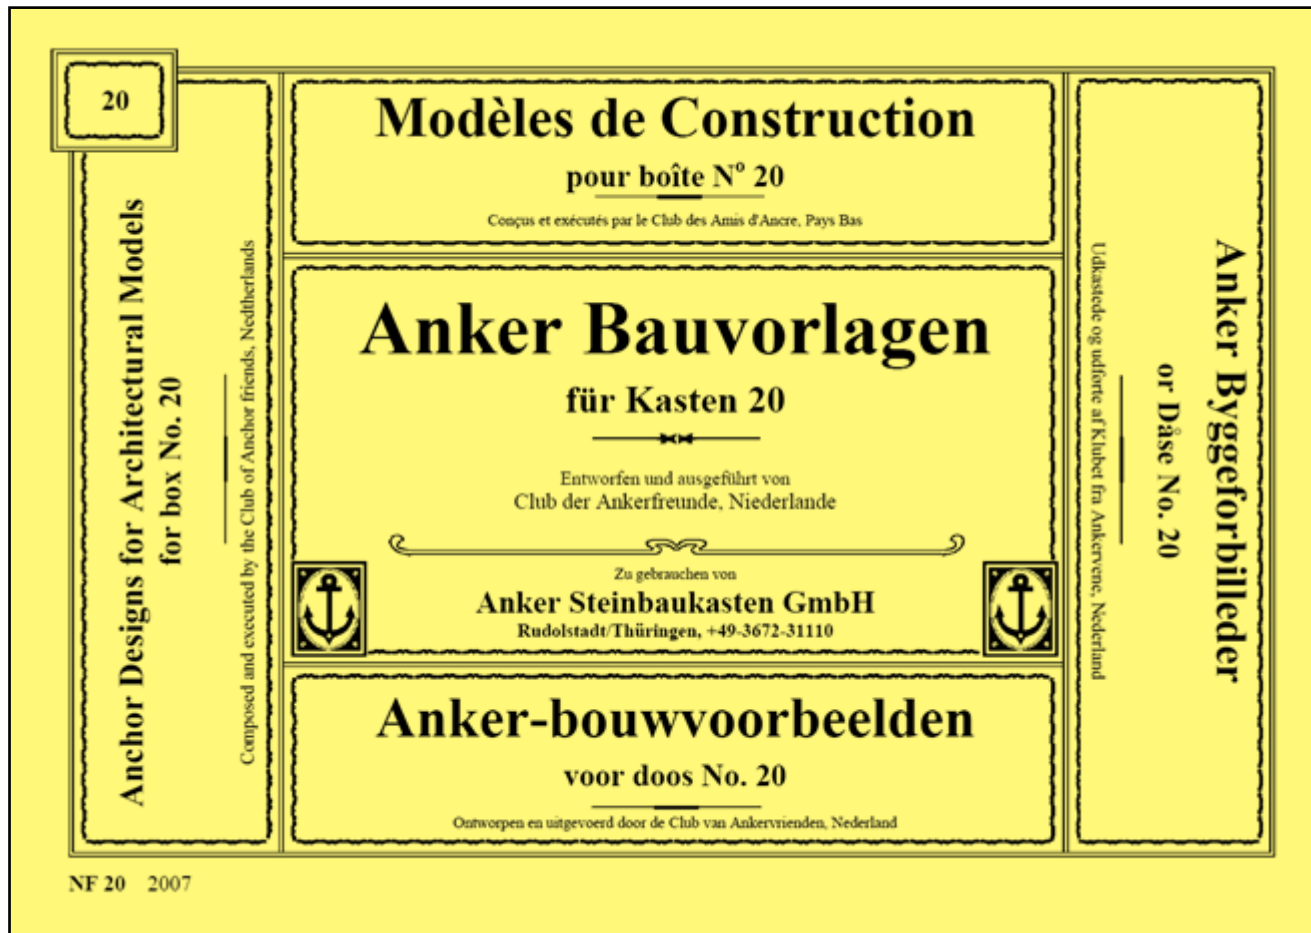 20
Modèles de Construction
pour boîte Nº 20
Conçus et exécutés par le Club des Amis d'Ancre, Pays Bas
Anchor Designs for Architectural Models
for box No. 20
Composed and executed by the Club of Anchor friends, Nedtherlands
Anker Bauvorlagen
für Kasten 20
Entworfen und ausgeführt von
Club der Ankerfreunde, Niederlande
Zu gebrauchen von
Anker Steinbaukasten GmbH
Rudolstadt/Thüringen, +49-3672-31110
Anker Byggeforbilleder
or Dåse No. 20
Udkastede og udforte af Klubet fra Ankervene, Nederland
Anker-bouwvoorbeelden
voor doos No. 20
Ontworpen en uitgevoerd door de Club van Ankervrienden, Nederland
NF 20 2007